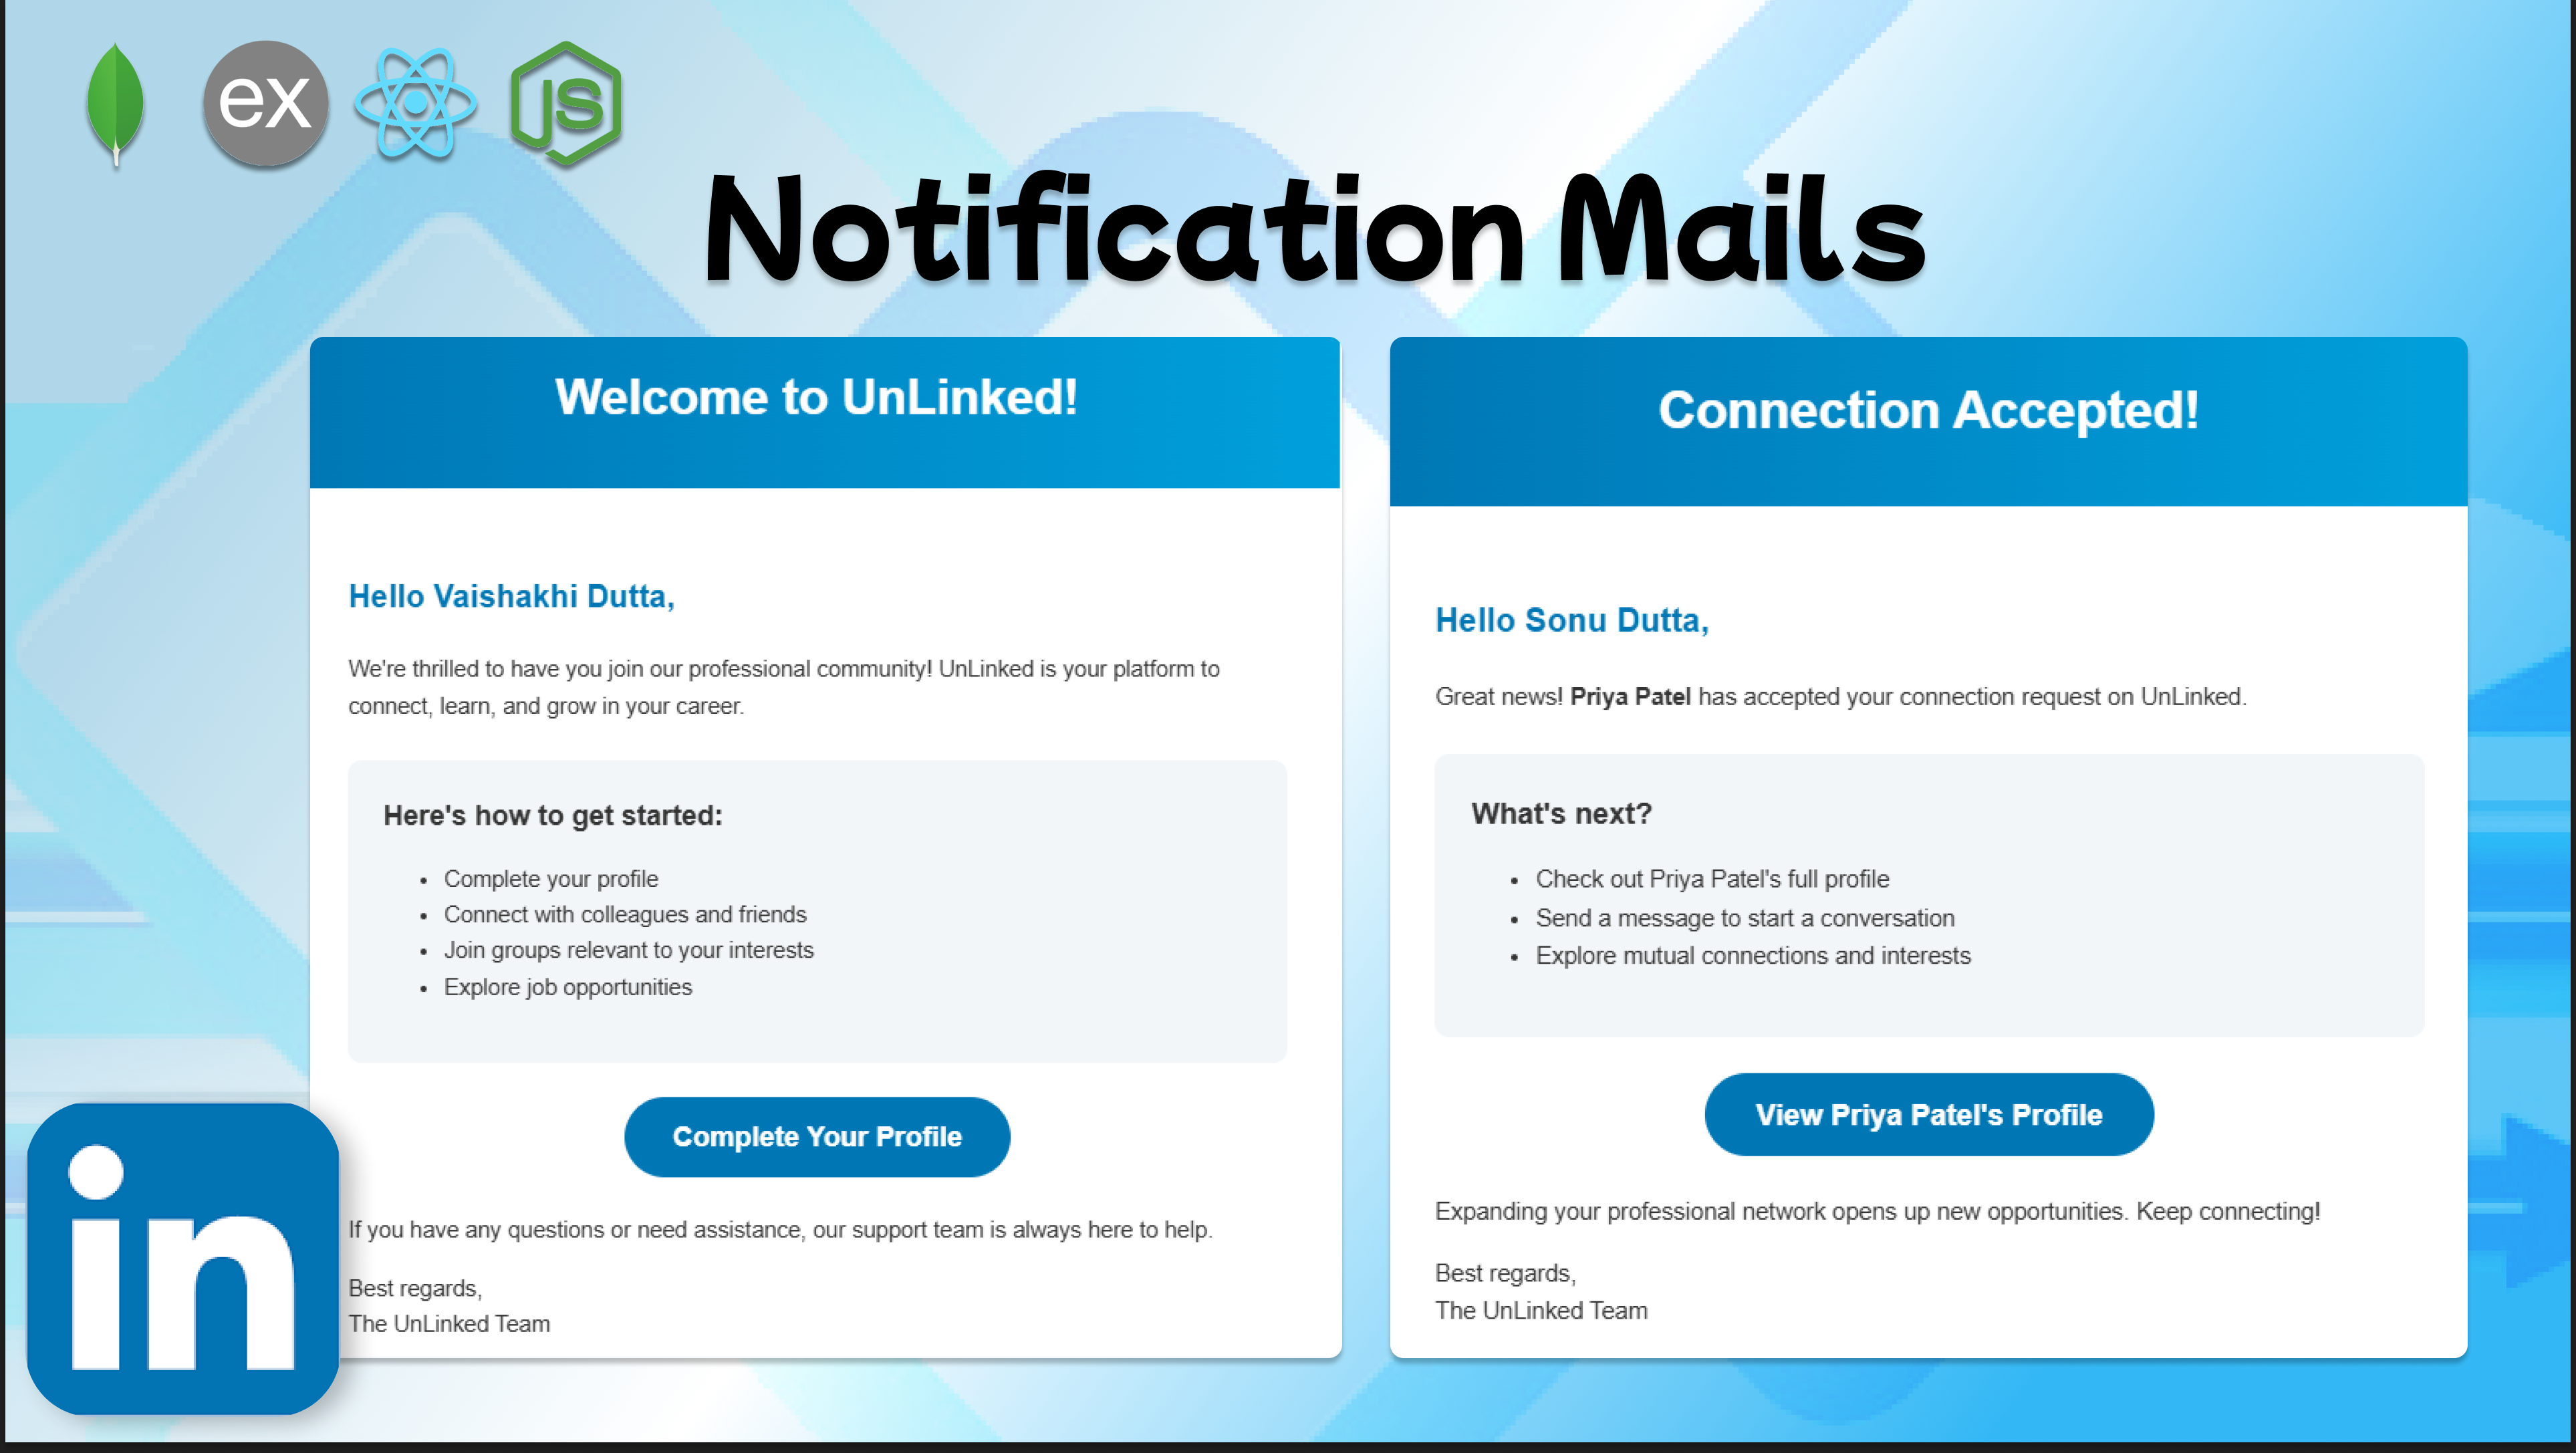 ex
JS
Notification Mails
Welcome to UnLinked!
Hello Vaishakhi Dutta,
We're thrilled to have you join our professional community! UnLinked is your platform to
connect, learn, and grow in your career.
Here's how to get started:
• Complete your profile
• Connect with colleagues and friends
• Join groups relevant to your interests
• Explore job opportunities
Complete Your Profile
If you have any questions or need assistance, our support team is always here to help.
Best regards,
The UnLinked Team
Connection Accepted!
Hello Sonu Dutta,
Great news! Priya Patel has accepted your connection request on UnLinked.
What's next?
• Check out Priya Patel's full profile
• Send a message to start a conversation
• Explore mutual connections and interests
View Priya Patel's Profile
Expanding your professional network opens up new opportunities. Keep connecting!
Best regards,
The UnLinked Team
in